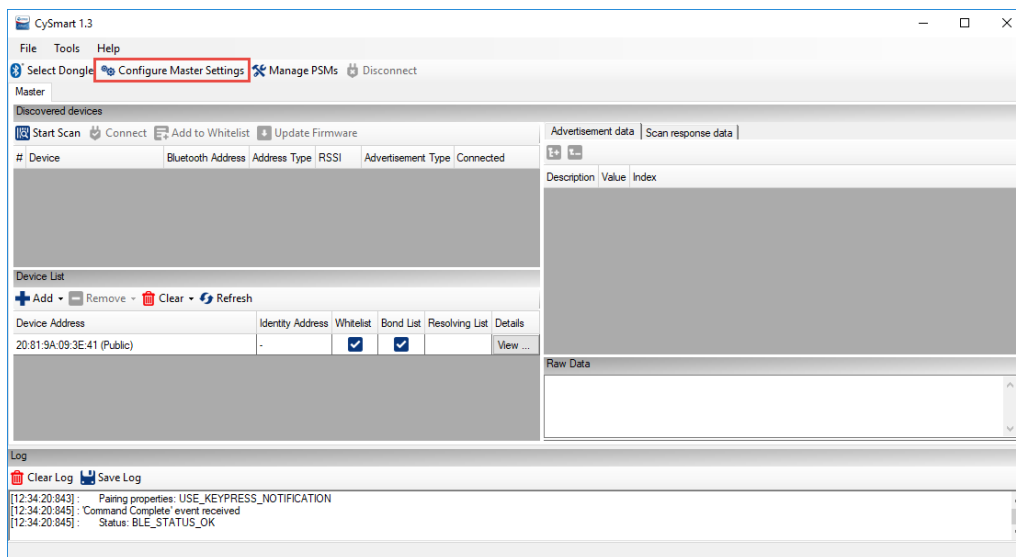 CySmart 1.3
File Tools Help
Select Dongle Configure Master Settings Manage PSMs Disconnect
Master
Discovered devices
Start Scan Connect Add to Whitelist Update Firmware
# Device Bluetooth Address Address Type RSSI Advertisement Type Connected
Advertisement data Scan response data
Description Value Index
Device List
Add Remove Clear Refresh
Device Address Identity Address Whitelist Bond List Resolving List Details
20:81:9A:09:3E:41 (Public) - View ...
Raw Data
Log
Clear Log Save Log
[12:34:20:843] : Pairing properties: USE_KEYPRESS_NOTIFICATION
[12:34:20:845] : 'Command Complete' event received
[12:34:20:845] : Status: BLE_STATUS_OK